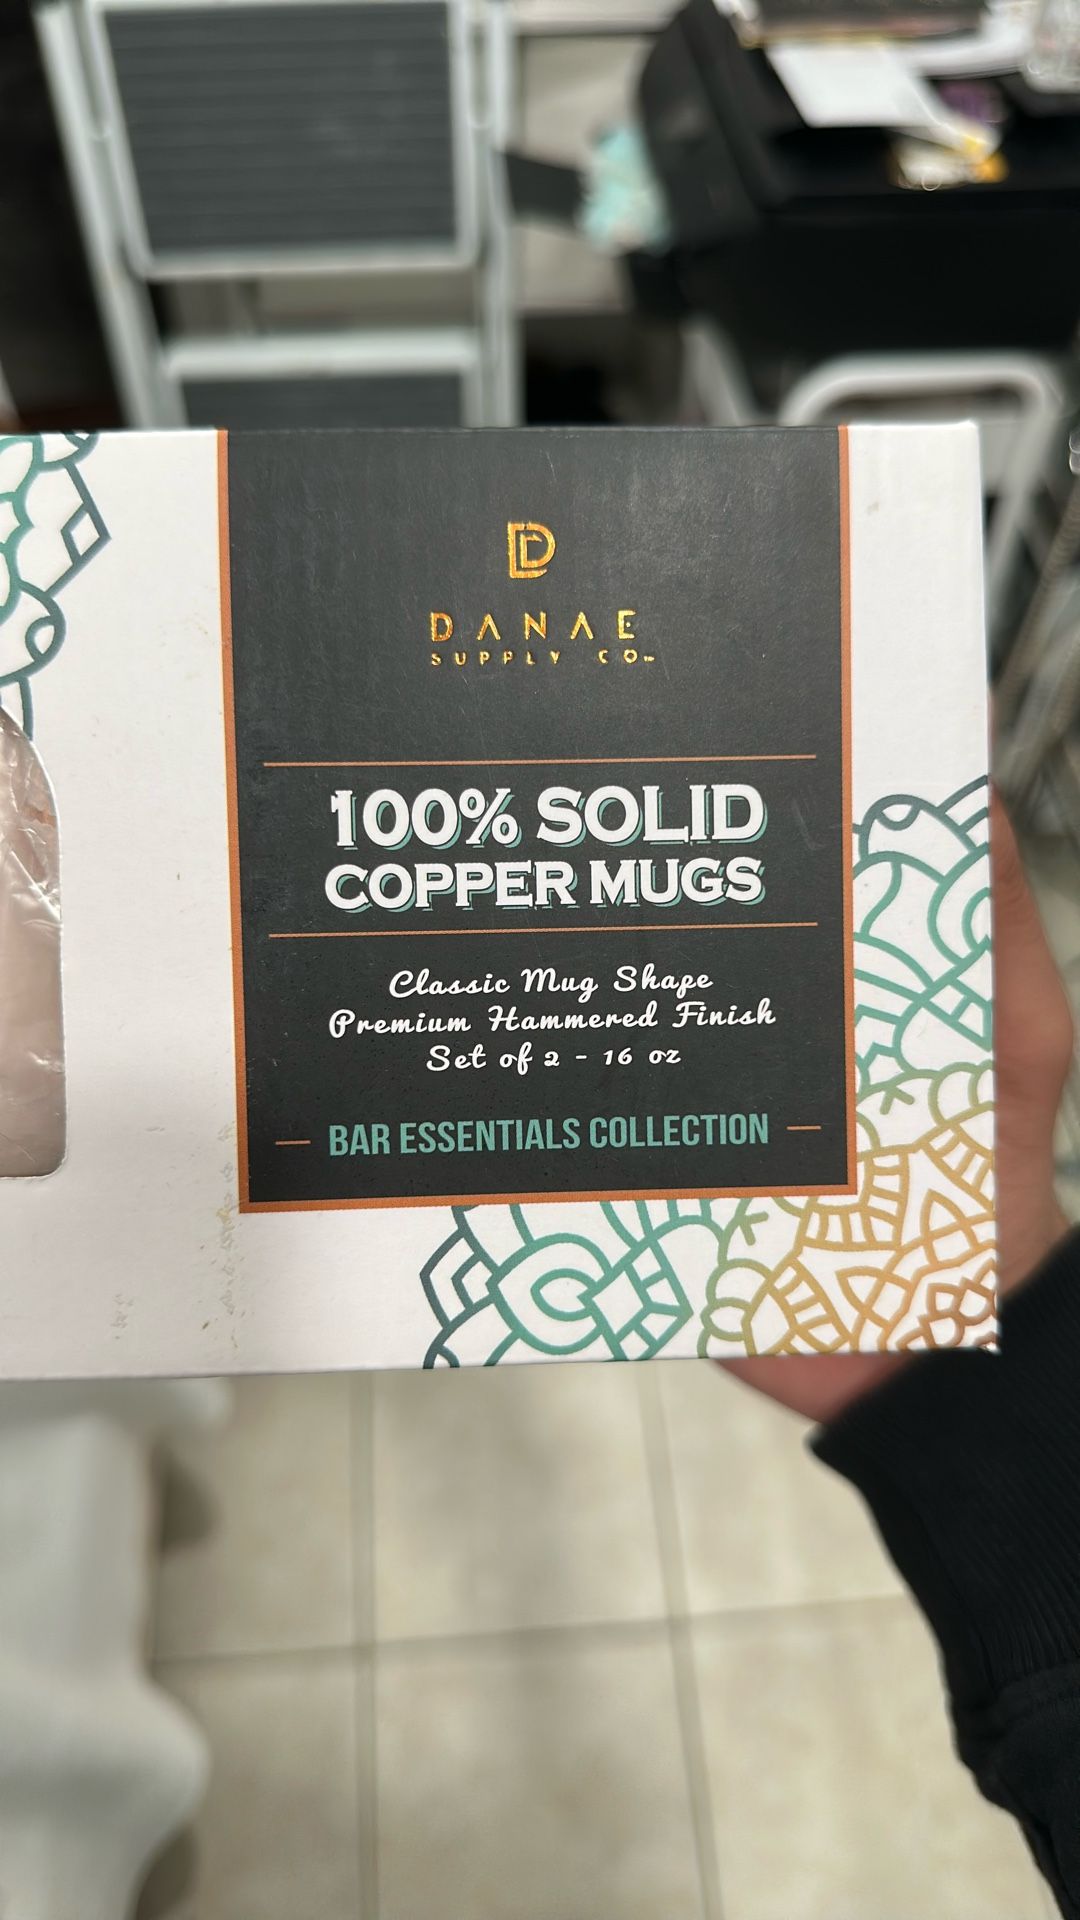 DANAE
SUPPLY CO.
100% SOLID
COPPER MUGS
Classic Mug Shape
Premium Hammered Finish
Set of 2 - 16 oz
BAR ESSENTIALS COLLECTION